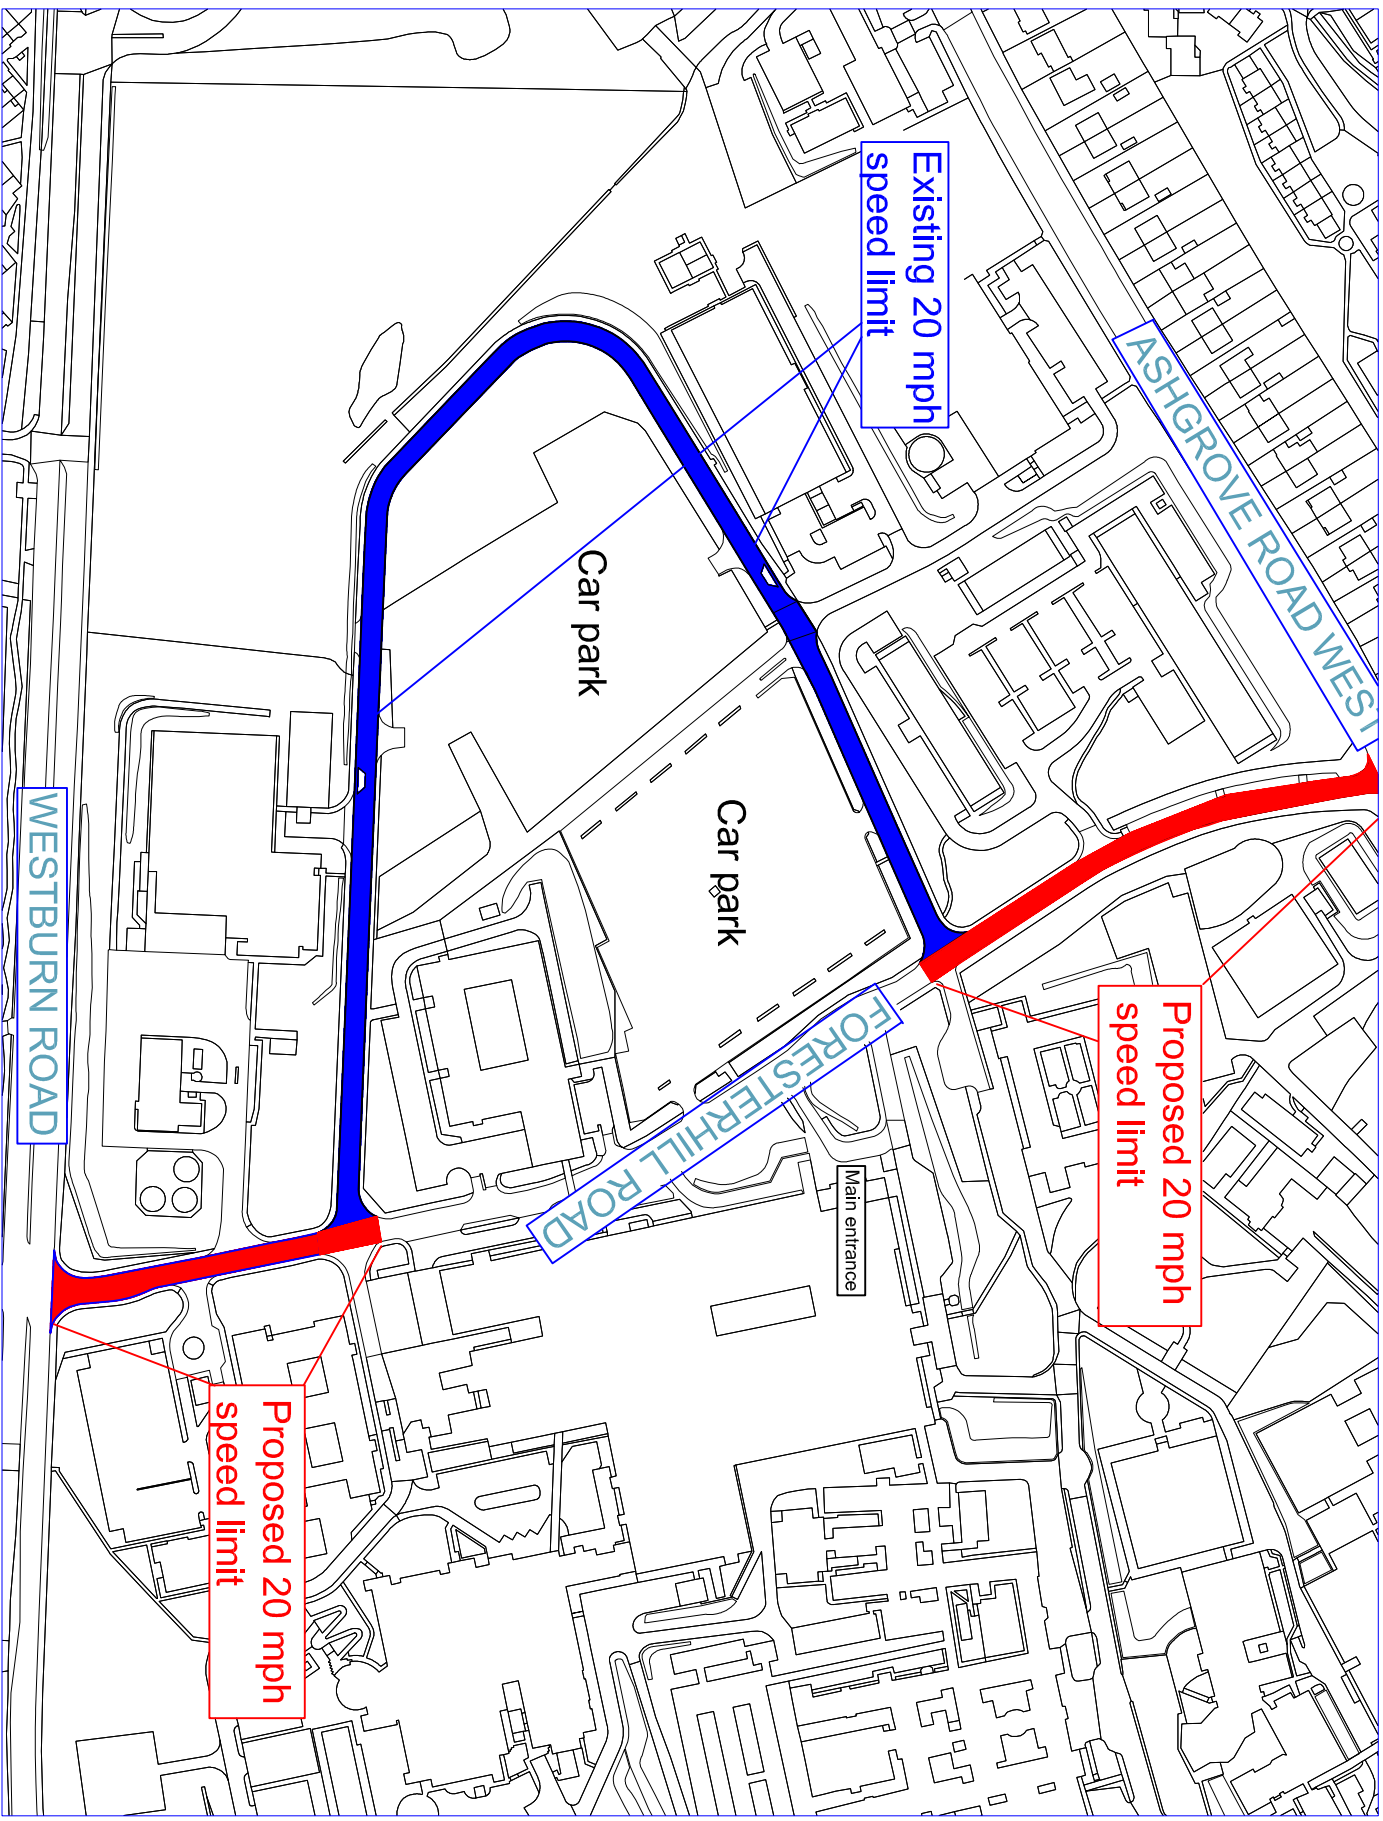 ASHGROVE ROAD WEST
Existing 20 mph
speed limit
Proposed 20 mph
speed limit
Car park
Car park
Main entrance
FORESTERHILL ROAD
Proposed 20 mph
speed limit
WESTBURN ROAD